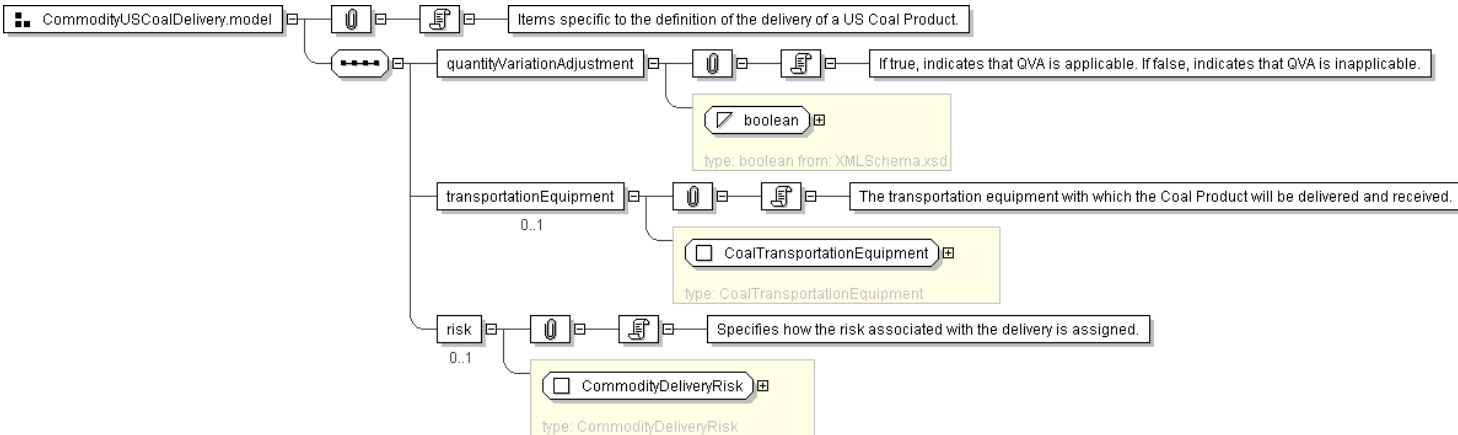 CommodityUSCoalDelivery.model
Items specific to the definition of the delivery of a US Coal Product.
quantityVariationAdjustment
If true, indicates that QVA is applicable. If false, indicates that QVA is inapplicable.
boolean
type: boolean from: XMLSchema.xsd
transportationEquipment
The transportation equipment with which the Coal Product will be delivered and received.
0..1
CoalTransportationEquipment
type: CoalTransportationEquipment
risk
Specifies how the risk associated with the delivery is assigned.
0..1
CommodityDeliveryRisk
type: CommodityDeliveryRisk